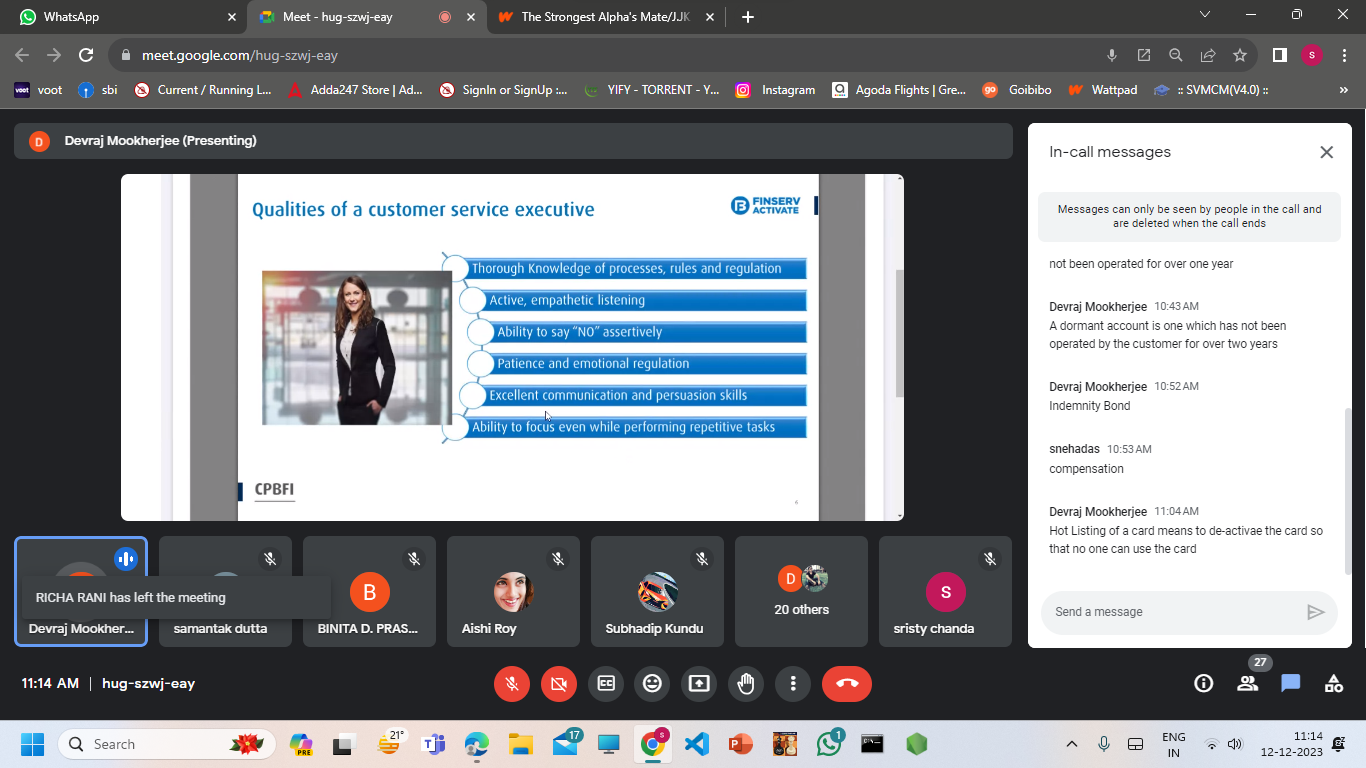 WhatsApp
Meet - hug-szwj-eay
The Strongest Alpha's Mate/JJK
meet.google.com/hug-szwj-eay
S
voot
voot
sbi
Current / Running L...
Adda247 Store | Ad...
SignIn or SignUp :...
YIFY - TORRENT - Y...
Instagram
Agoda Flights | Gre...
go
Goibibo
Wattpad
:: SVMCM(V4.0) ::
»
D
Devraj Mookherjee (Presenting)
Qualities of a customer service executive
FINSERV
ACTIVATE
Thorough Knowledge of processes, rules and regulation
Active, empathetic listening
Ability to say “NO” assertively
Patience and emotional regulation
Excellent communication and persuasion skills
Ability to focus even while performing repetitive tasks
CPBFI
6
In-call messages
Messages can only be seen by people in the call and
are deleted when the call ends
not been operated for over one year
Devraj Mookherjee 10:43 AM
A dormant account is one which has not been
operated by the customer for over two years
Devraj Mookherjee 10:52 AM
Indemnity Bond
snehadas 10:53 AM
compensation
Devraj Mookherjee 11:04 AM
Hot Listing of a card means to de-activae the card so
that no one can use the card
Send a message
RICHA RANI has left the meeting
Devraj Mookher...
samantak dutta
B
BINITA D. PRAS...
Aishi Roy
Subhadip Kundu
D
20 others
S
sristy chanda
11:14 AM | hug-szwj-eay
CC
27
Search
PRE
21°
17
S
1
ENG
IN
11:14
12-12-2023